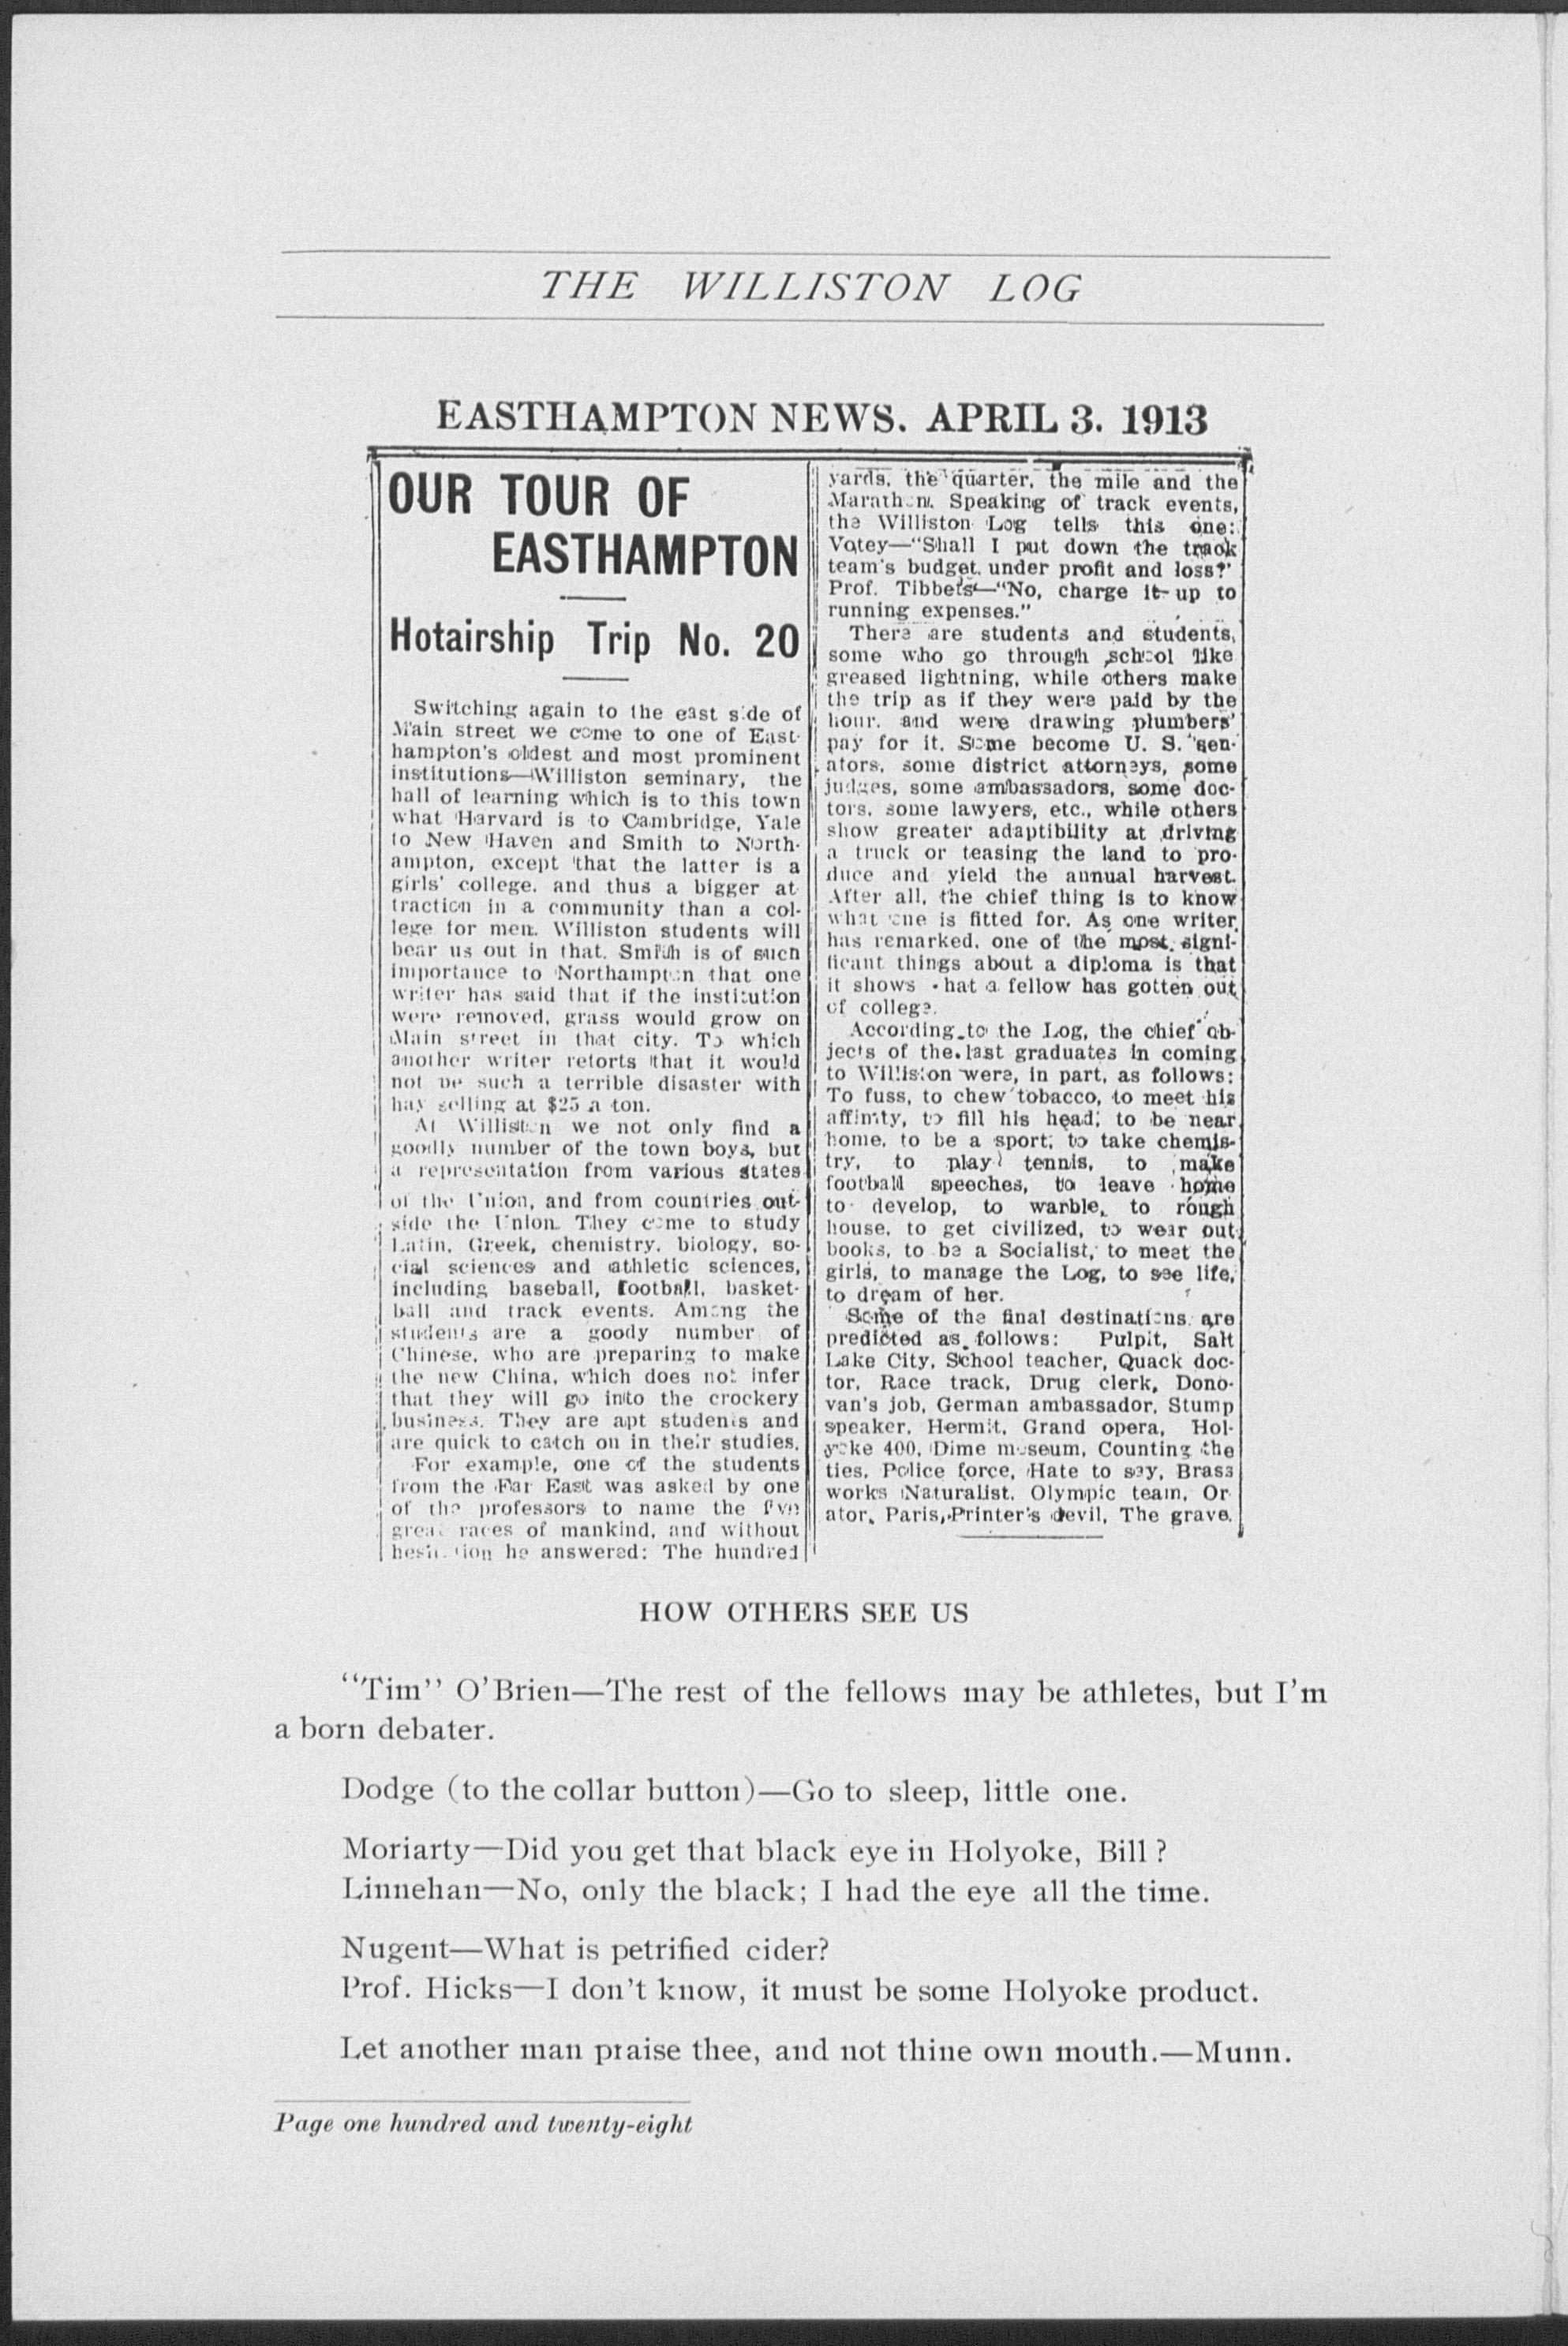 THE WILLISTON LOG
EASTHAMPTON NEWS. APRIL 3. 1913
OUR TOUR OF
EASTHAMPTON
Hotairship Trip No. 20
Switching again to the east side of
Main street we come to one of East-
hampton's oldest and most prominent
institutions—Williston seminary, the
hall of learning which is to this town
what Harvard is to Cambridge, Yale
to New Haven and Smith to North-
ampton, except that the latter is a
girls' college, and thus a bigger at-
traction in a community than a col-
lege for men. Williston students will
bear us out in that. Smith is of such
importance to Northampton that one
writer has said that if the institution
were removed, grass would grow on
Main street in that city. To which
another writer retorts that it would
not be such a terrible disaster with
hay selling at $25 a ton.
At Williston we not only find a
goodly number of the town boys, but
a representation from various states
of the Union, and from countries out-
side the Union. They come to study
Latin, Greek, chemistry, biology, so-
cial sciences and athletic sciences,
including baseball, football, basket-
ball and track events. Among the
students are a goody number of
Chinese, who are preparing to make
the new China, which does not infer
that they will go into the crockery
business. They are apt students and
are quick to catch on in their studies.
For example, one of the students
from the Far East was asked by one
of the professors to name the five
great races of mankind, and without
hesitation he answered: The hundred
yards, the quarter, the mile and the
Marathon. Speaking of track events,
the Williston Log tells this one:
Votey—"Shall I put down the track
team's budget under profit and loss?'
Prof. Tibbets—"No, charge it up to
running expenses."
There are students and students,
some who go through school like
greased lightning, while others make
the trip as if they were paid by the
hour, and were drawing plumbers'
pay for it. Some become U. S. sen-
ators, some district attorneys, some
judges, some ambassadors, some doc-
tors, some lawyers, etc., while others
show greater adaptibility at driving
a truck or teasing the land to pro-
duce and yield the annual harvest.
After all, the chief thing is to know
what one is fitted for. As one writer
has remarked, one of the most signi-
ficant things about a diploma is that
it shows that a fellow has gotten out
of college.
According to the Log, the chief ob-
jects of the last graduates in coming
to Williston were, in part, as follows:
To fuss, to chew tobacco, to meet his
affinity, to fill his head; to be near
home, to be a sport; to take chemis-
try, to play tennis, to make
football speeches, to leave home
to develop, to warble, to rough
house, to get civilized, to wear out
books, to be a Socialist, to meet the
girls, to manage the Log, to see life,
to dream of her.
Some of the final destinations are
predicted as follows: Pulpit, Salt
Lake City, School teacher, Quack doc-
tor, Race track, Drug clerk, Dono-
van's job, German ambassador, Stump
speaker, Hermit, Grand opera, Hol-
yoke 400, Dime museum, Counting the
ties, Police force, Hate to say, Brass
works Naturalist, Olympic team, Or-
ator, Paris, Printer's devil, The grave.
HOW OTHERS SEE US
"Tim" O'Brien—The rest of the fellows may be athletes, but I'm
a born debater.
Dodge (to the collar button)—Go to sleep, little one.
Moriarty—Did you get that black eye in Holyoke, Bill?
Linnehan—No, only the black; I had the eye all the time.
Nugent—What is petrified cider?
Prof. Hicks—I don't know, it must be some Holyoke product.
Let another man praise thee, and not thine own mouth.—Munn.
Page one hundred and twenty-eight